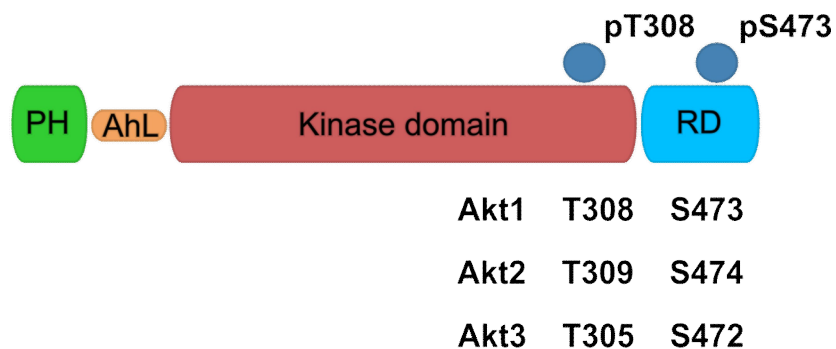 pT308 pS473
PH AhL Kinase domain RD
Akt1 T308 S473
Akt2 T309 S474
Akt3 T305 S472